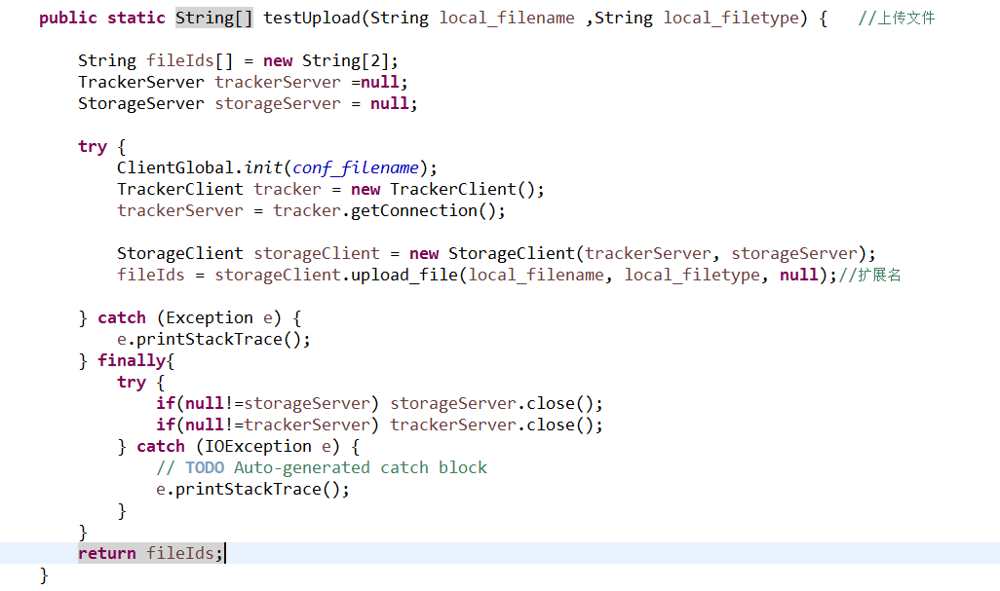 public static String[] testUpload(String local_filename ,String local_filetype) {   //上传文件
String fileIds[] = new String[2];
TrackerServer trackerServer =null;
StorageServer storageServer = null;
try {
ClientGlobal.init(conf_filename);
TrackerClient tracker = new TrackerClient();
trackerServer = tracker.getConnection();
StorageClient storageClient = new StorageClient(trackerServer, storageServer);
fileIds = storageClient.upload_file(local_filename, local_filetype, null);//扩展名
} catch (Exception e) {
e.printStackTrace();
} finally{
try {
if(null!=storageServer) storageServer.close();
if(null!=trackerServer) trackerServer.close();
} catch (IOException e) {
// TODO Auto-generated catch block
e.printStackTrace();
}
}
return fileIds;
}